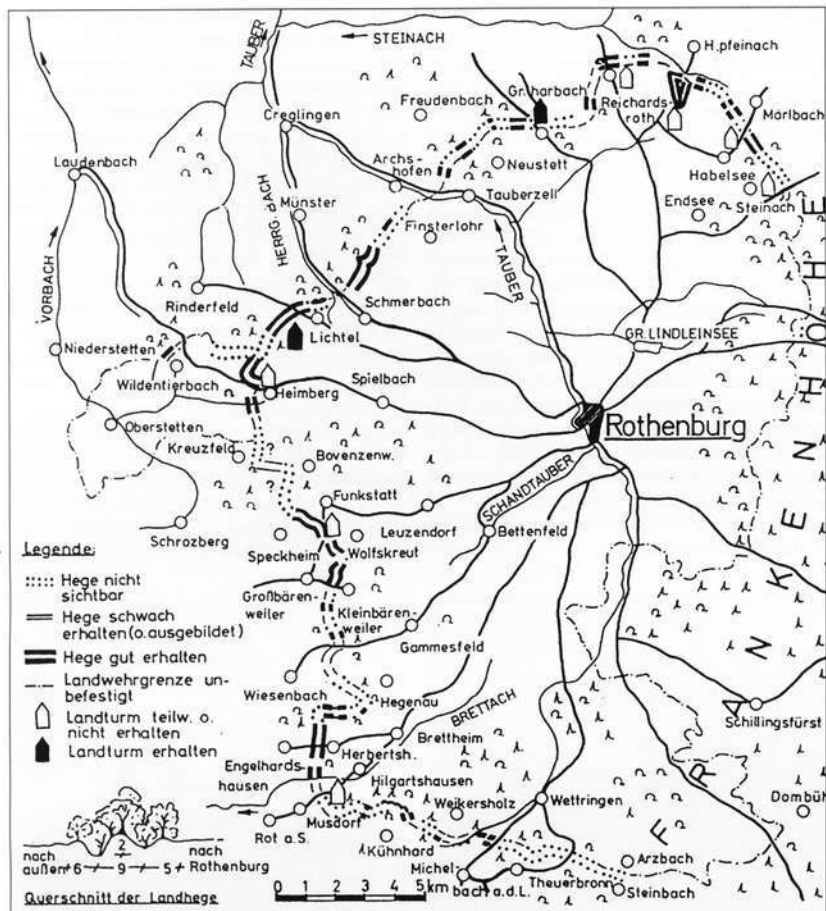 STEINACH
TAUBER
H.pfeinach
Gr.harbach
Freudenbach
Reichards-
roth
Mörlbach
Creglingen
Laudenbach
Archs-
hofen
Neustett
Habelsee
Tauberzell
Steinach
Endsee
Münster
HERRG.BACH
Finsterlohr
TAUBER
VORBACH
Rinderfeld
Schmerbach
Lichtel
GR.LINDLEINSEE
Niederstetten
Wildentierbach
Heimberg
Spielbach
Rothenburg
Oberstetten
Kreuzfeld
Bovenzenw.
SCHANDTAUBER
Funkstatt
Schrozberg
Leuzendorf
Bettenfeld
Speckheim
Wolfskreut
Großbären-
weiler
Kleinbären-
weiler
Gammesfeld
Wiesenbach
Hegenau
BRETTACH
Schillingsfürst
Brettheim
Engelhards-
hausen
Herbertsh.
Hilgartshausen
Dombüh
Weikersholz
Wettringen
Musdorf
Rot a.S.
Kühnhard
Arzbach
Michel-
bach a.d.L.
Theuerbronn
Steinbach
FRANKENHÖHE
Legende:
Hege nicht
sichtbar
Hege schwach
erhalten(o.ausgebildet)
Hege gut erhalten
Landwehrgrenze un-
befestigt
Landturm teilw. o.
nicht erhalten
Landturm erhalten
nach
außen
2
6 9 5
nach
Rothenburg
Querschnitt der Landhege
0 1 2 3 4 5
km